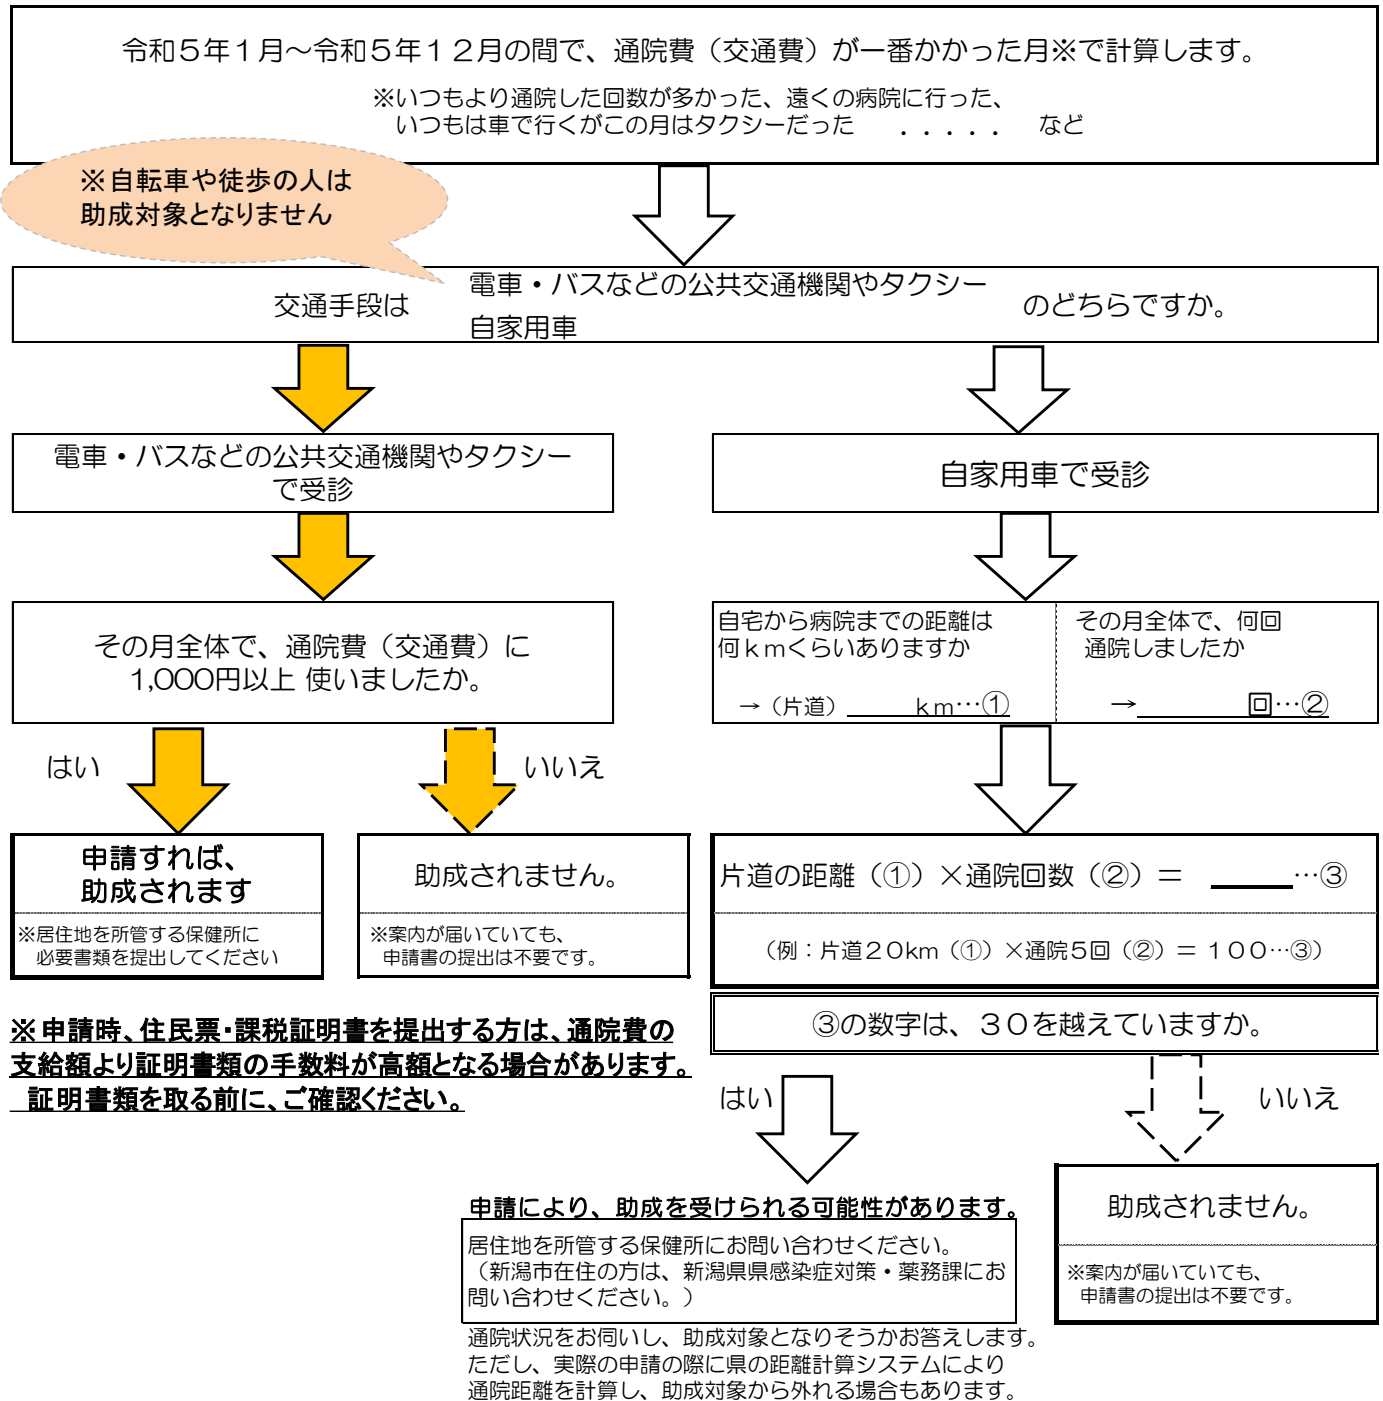 令和５年１月～令和５年１２月の間で、通院費（交通費）が一番かかった月※で計算します。
※いつもより通院した回数が多かった、遠くの病院に行った、
いつもは車で行くがこの月はタクシーだった　．．．．．　など
※自転車や徒歩の人は
助成対象となりません
交通手段は
電車・バスなどの公共交通機関やタクシー
自家用車
のどちらですか。
電車・バスなどの公共交通機関やタクシー
で受診
その月全体で、通院費（交通費）に
1,000円以上 使いましたか。
はい
いいえ
申請すれば、
助成されます
※居住地を所管する保健所に
必要書類を提出してください
助成されません。
※案内が届いていても、
申請書の提出は不要です。
※申請時、住民票・課税証明書を提出する方は、通院費の
支給額より証明書類の手数料が高額となる場合があります。
証明書類を取る前に、ご確認ください。
自家用車で受診
自宅から病院までの距離は
何ｋｍくらいありますか
→（片道）　　　ｋｍ…①
その月全体で、何回
通院しましたか
→　　　　回…②
片道の距離（①）×通院回数（②）＝　　　…③
（例：片道２０km（①）×通院５回（②）＝ １００…③）
③の数字は、３０を越えていますか。
はい
いいえ
申請により、助成を受けられる可能性があります。
居住地を所管する保健所にお問い合わせください。
（新潟市在住の方は、新潟県県感染症対策・薬務課にお
問い合わせください。）
通院状況をお伺いし、助成対象となりそうかお答えします。
ただし、実際の申請の際に県の距離計算システムにより
通院距離を計算し、助成対象から外れる場合もあります。
助成されません。
※案内が届いていても、
申請書の提出は不要です。